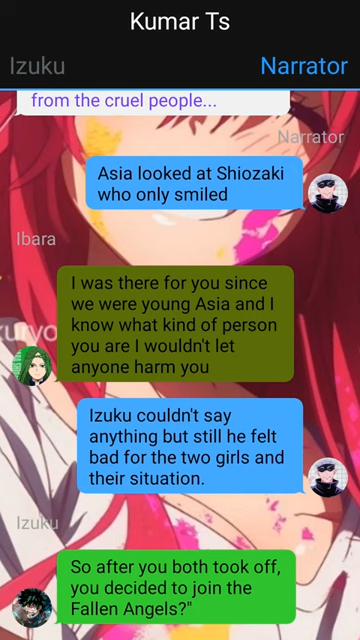 Kumar Ts
Izuku
Narrator
from the cruel people...
Narrator
Asia looked at Shiozaki
who only smiled
Ibara
I was there for you since
we were young Asia and I
know what kind of person
you are I wouldn't let
anyone harm you
Izuku couldn't say
anything but still he felt
bad for the two girls and
their situation.
Izuku
So after you both took off,
you decided to join the
Fallen Angels?"